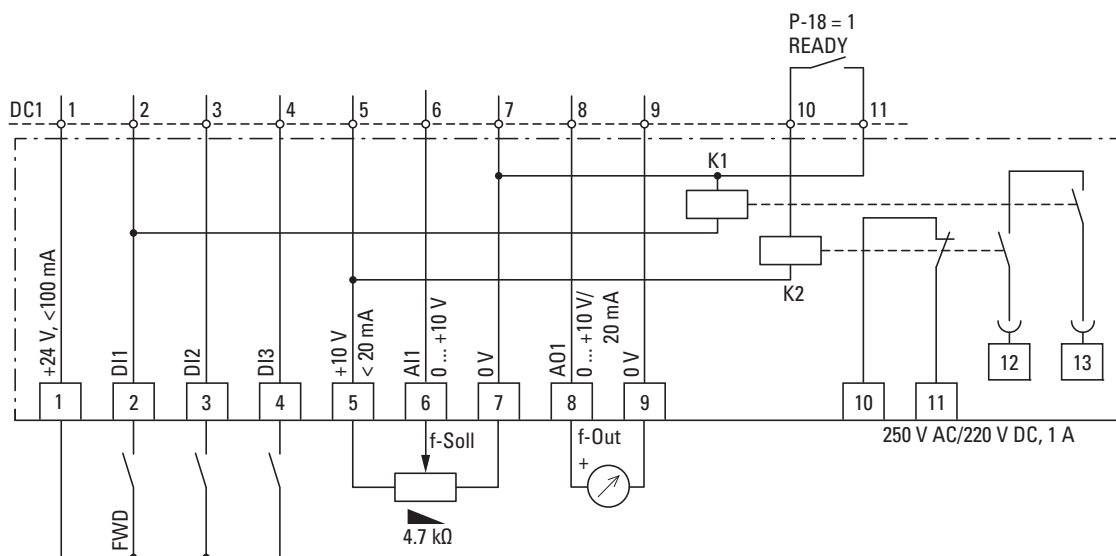 P-18 = 1
READY
DC1 1 2 3 4 5 6 7 8 9 10 11
K1
K2
+24 V, <100 mA
DI1
DI2
DI3
+10 V
< 20 mA
AI1
0 ... +10 V
0 V
AO1
0 ... +10 V/
20 mA
0 V
1 2 3 4 5 6 7 8 9 10 11 12 13
250 V AC/220 V DC, 1 A
f-Soll
f-Out
+
FWD
4.7 kΩ